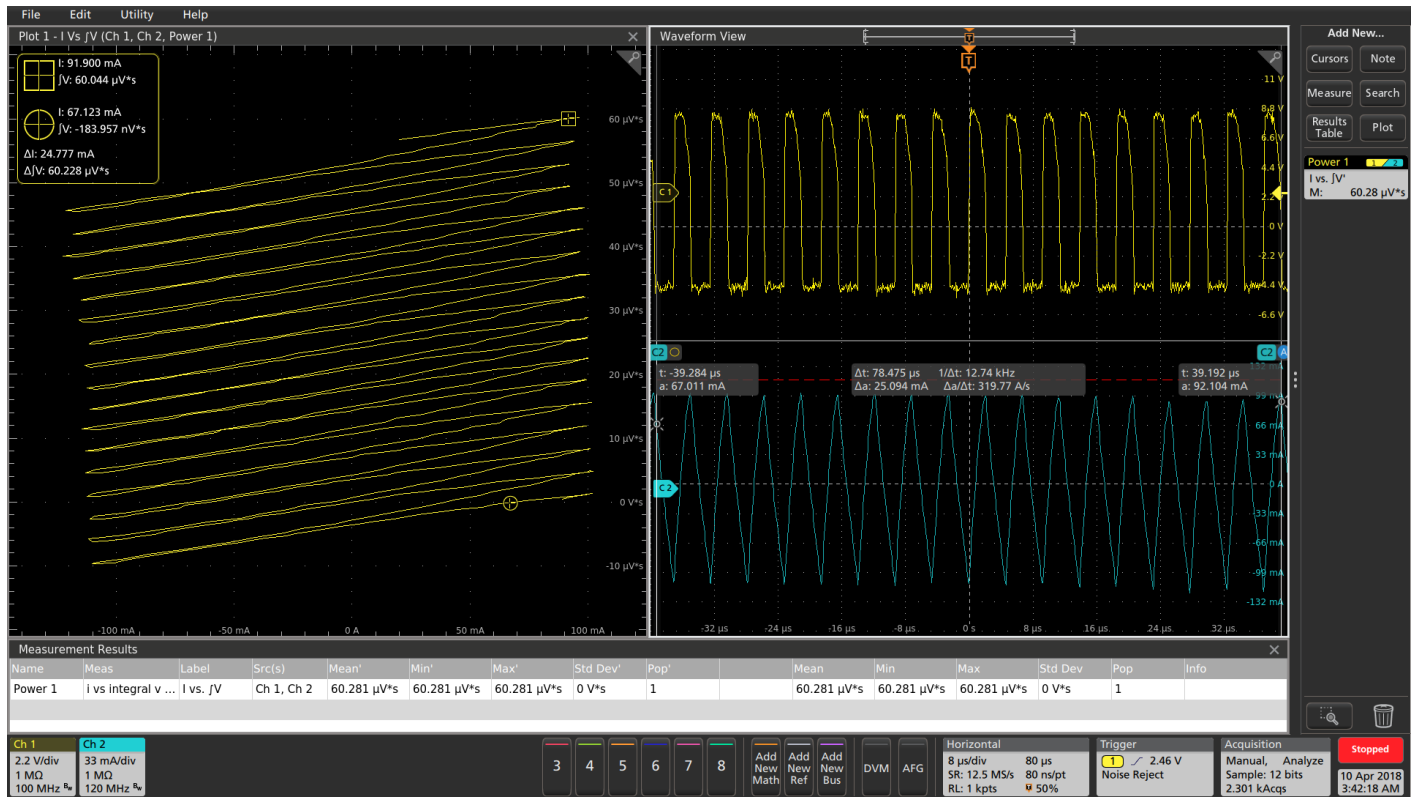 File Edit Utility Help
Plot 1 - I Vs ∫V (Ch 1, Ch 2, Power 1)
I: 91.900 mA
∫V: 60.044 µV*s
I: 67.123 mA
∫V: -183.957 nV*s
ΔI: 24.777 mA
Δ∫V: 60.228 µV*s
60 µV*s
50 µV*s
40 µV*s
30 µV*s
20 µV*s
10 µV*s
0 V*s
-10 µV*s
-100 mA -50 mA 0 A 50 mA 100 mA
Waveform View
T
T
11 V
8.8 V
6.6 V
4.4 V
2.2 V
0 V
-2.2 V
-4.4 V
-6.6 V
C1
C2
C2 A
t: -39.284 µs
a: 67.011 mA
Δt: 78.475 µs 1/Δt: 12.74 kHz
Δa: 25.094 mA Δa/Δt: 319.77 A/s
t: 39.192 µs
a: 92.104 mA
132 mA
99 mA
66 mA
33 mA
0 A
-33 mA
-66 mA
-99 mA
-132 mA
C2
-32 µs -24 µs -16 µs -8 µs 0 s 8 µs 16 µs 24 µs 32 µs
Add New...
Cursors Note
Measure Search
Results Table Plot
Power 1 1 2
I vs. ∫V'
M: 60.28 µV*s
Measurement Results
Name Meas Label Src(s) Mean' Min' Max' Std Dev' Pop' Mean Min Max Std Dev Pop Info
Power 1 i vs integral v ... I vs. ∫V Ch 1, Ch 2 60.281 µV*s 60.281 µV*s 60.281 µV*s 0 V*s 1 60.281 µV*s 60.281 µV*s 60.281 µV*s 0 V*s 1
Ch 1
2.2 V/div
1 MΩ
100 MHz Bw
Ch 2
33 mA/div
1 MΩ
120 MHz Bw
3 4 5 6 7 8
Add New Math
Add New Ref
Add New Bus
DVM AFG
Horizontal
8 µs/div 80 µs
SR: 12.5 MS/s 80 ns/pt
RL: 1 kpts 50%
Trigger
1 2.46 V
Noise Reject
Acquisition
Manual, Analyze
Sample: 12 bits
2.301 kAcqs
Stopped
10 Apr 2018
3:42:18 AM